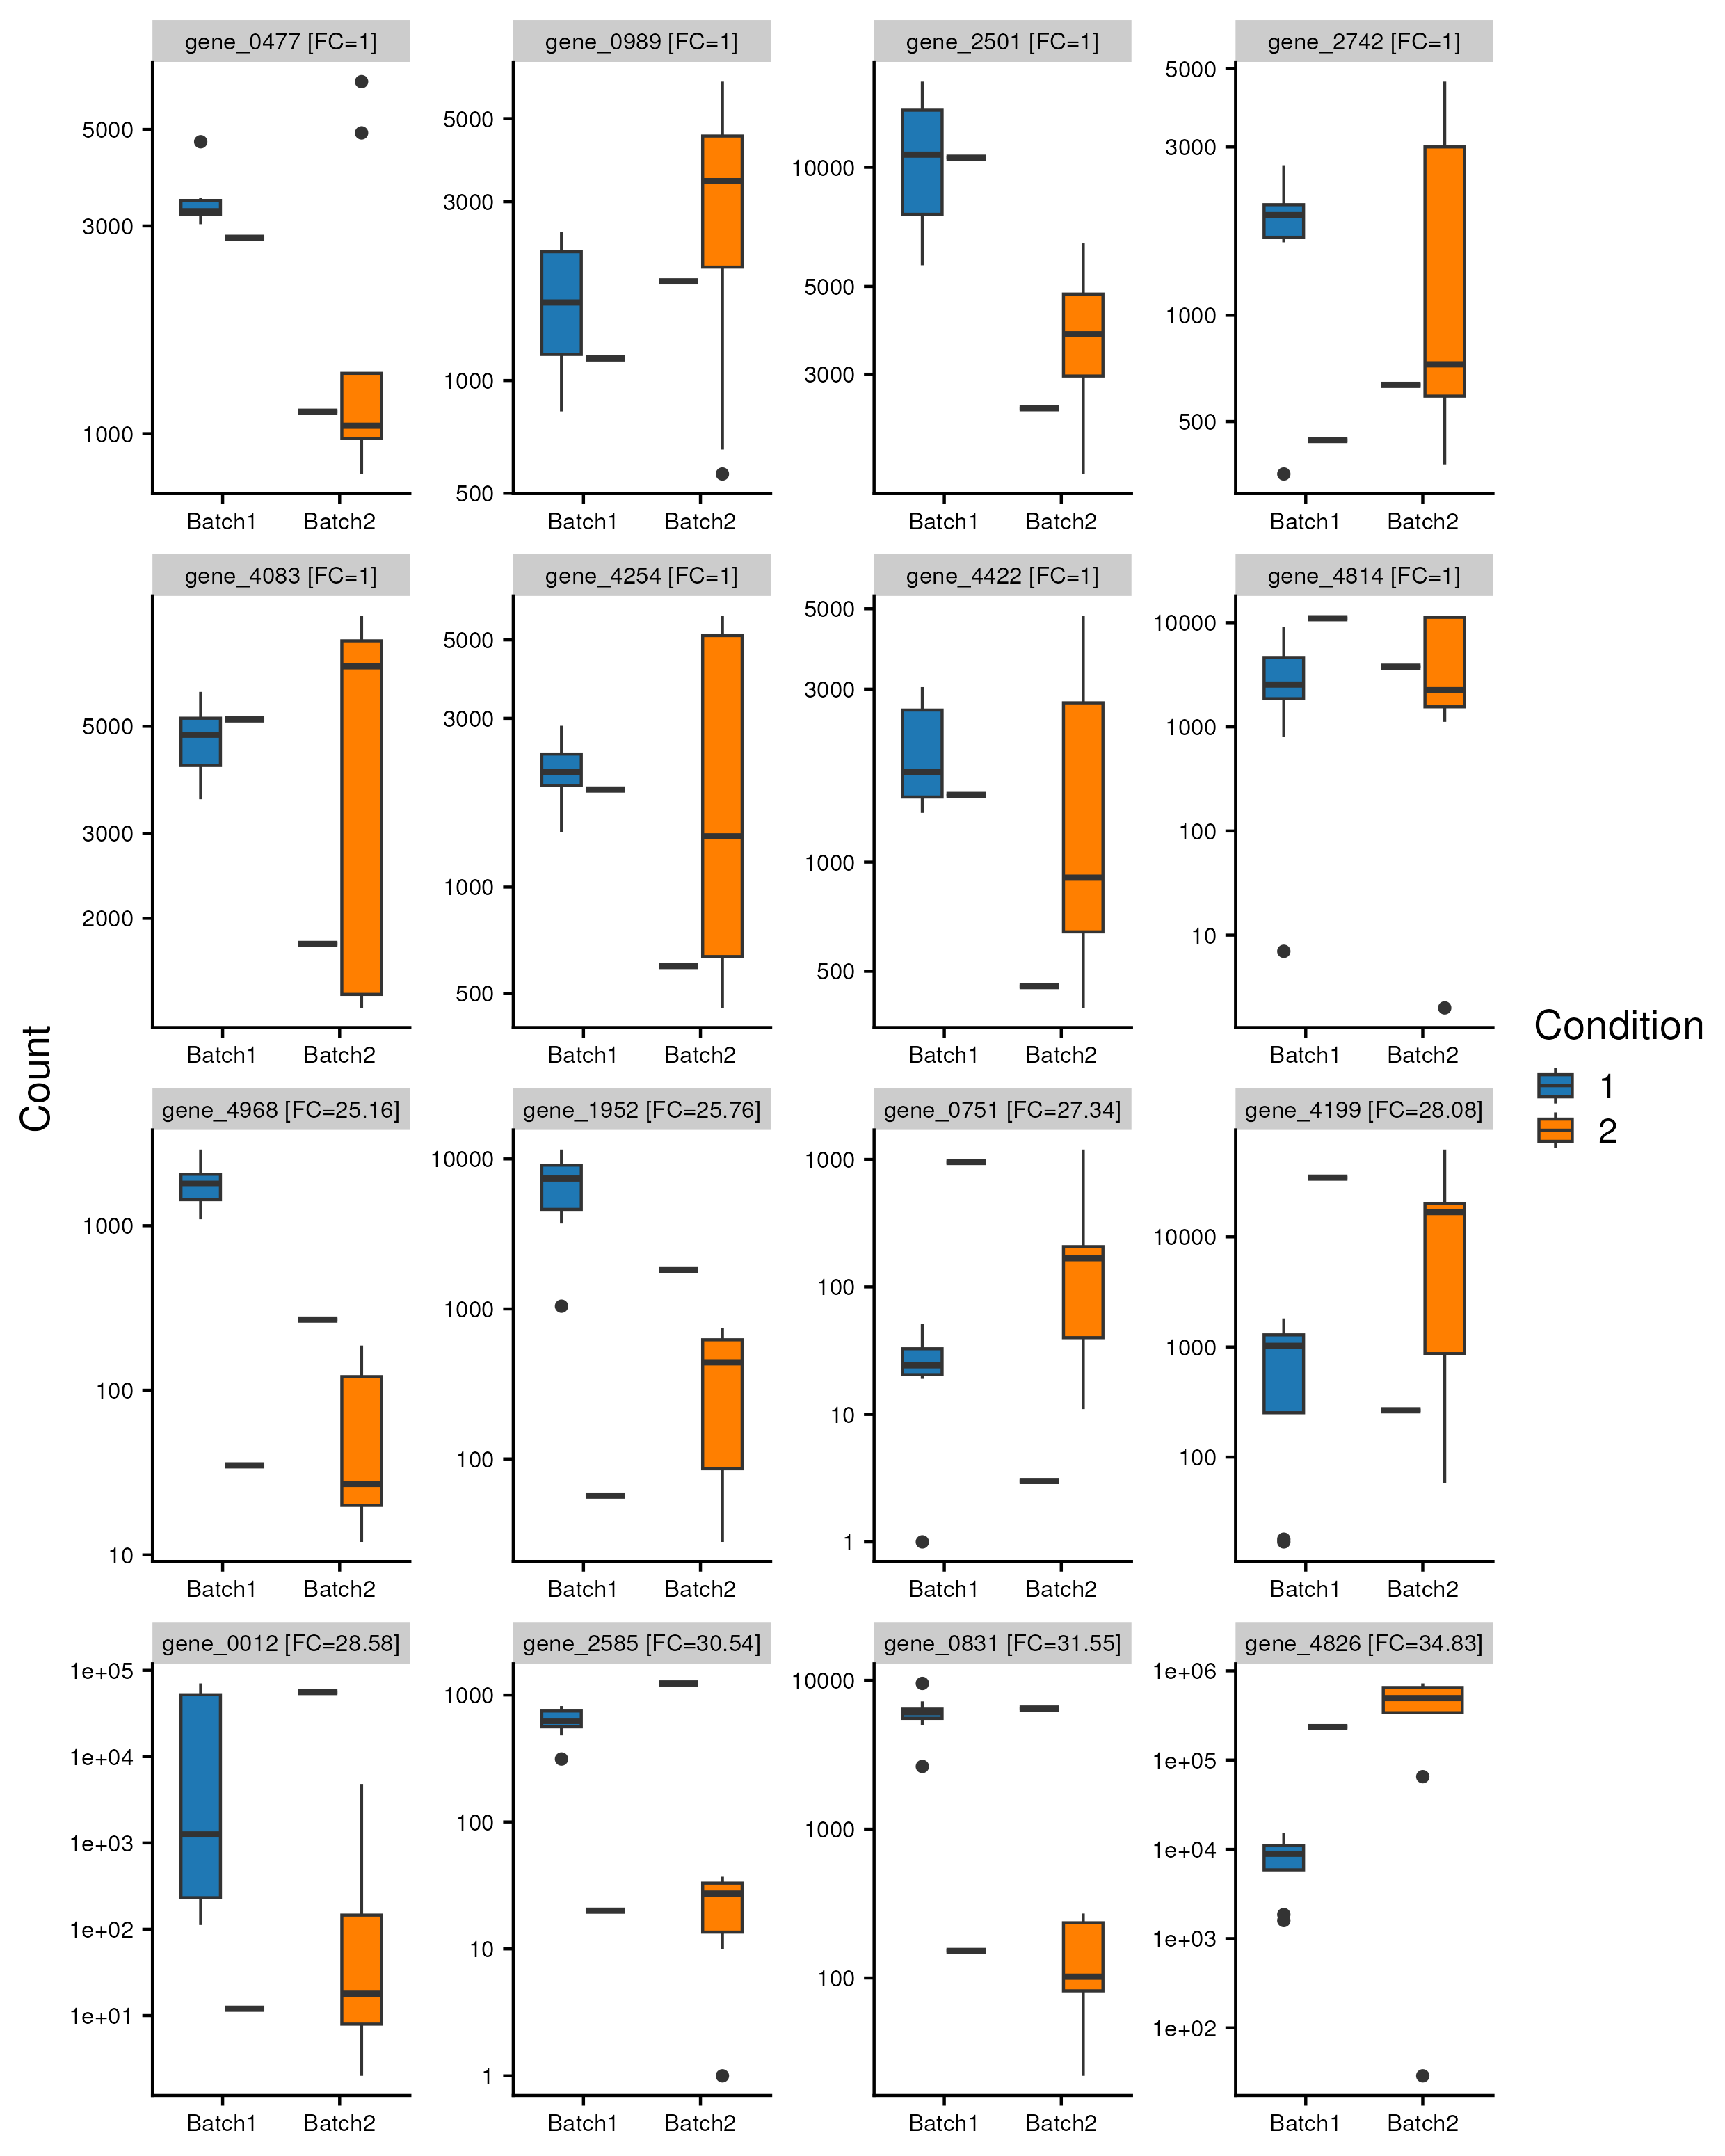 gene_0477 [FC=1] gene_0989 [FC=1] gene_2501 [FC=1] gene_2742 [FC=1]
5000
3000
1000
Batch1 Batch2
5000
3000
1000
500
Batch1 Batch2
10000
5000
3000
Batch1 Batch2
5000
3000
1000
500
Batch1 Batch2
gene_4083 [FC=1] gene_4254 [FC=1] gene_4422 [FC=1] gene_4814 [FC=1]
5000
3000
2000
Batch1 Batch2
5000
3000
1000
500
Batch1 Batch2
5000
3000
1000
500
Batch1 Batch2
10000
1000
100
10
Batch1 Batch2
gene_4968 [FC=25.16] gene_1952 [FC=25.76] gene_0751 [FC=27.34] gene_4199 [FC=28.08]
1000
100
10
Batch1 Batch2
10000
1000
100
Batch1 Batch2
1000
100
10
1
Batch1 Batch2
10000
1000
100
Batch1 Batch2
gene_0012 [FC=28.58] gene_2585 [FC=30.54] gene_0831 [FC=31.55] gene_4826 [FC=34.83]
1e+05
1e+04
1e+03
1e+02
1e+01
Batch1 Batch2
1000
100
10
1
Batch1 Batch2
10000
1000
100
Batch1 Batch2
1e+06
1e+05
1e+04
1e+03
1e+02
Batch1 Batch2
Count
Condition
1
2